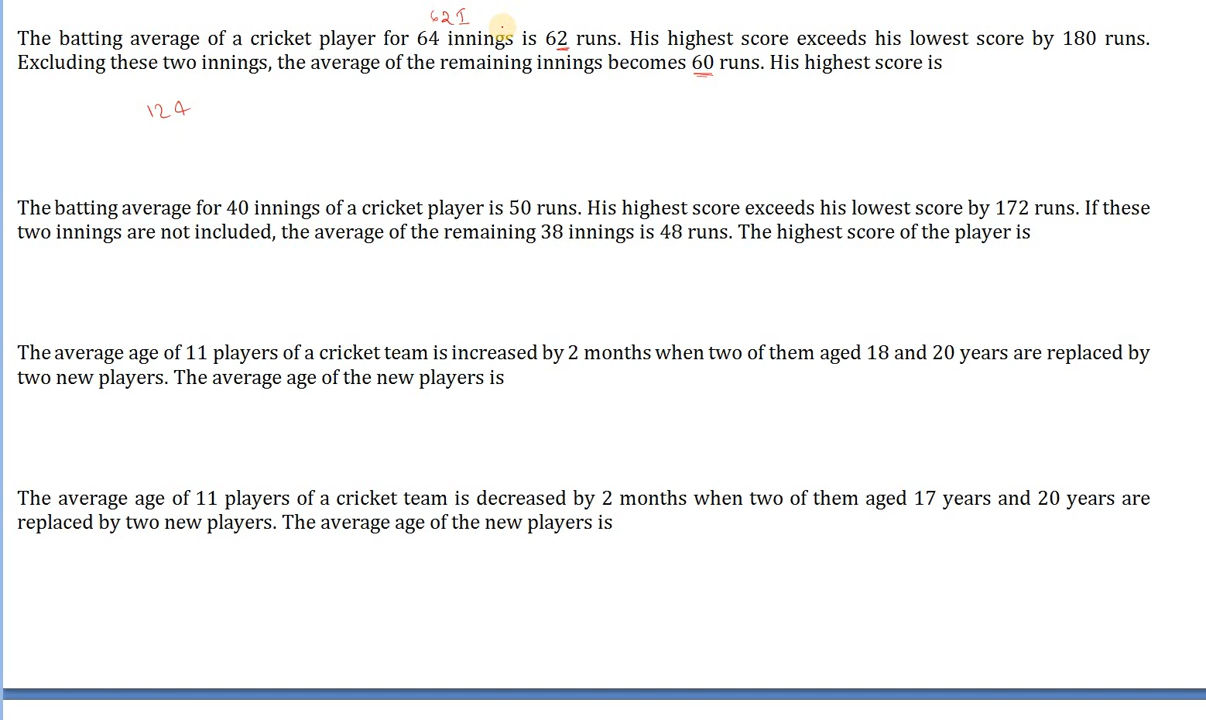 62I
The batting average of a cricket player for 64 innings is 62 runs. His highest score exceeds his lowest score by 180 runs.
Excluding these two innings, the average of the remaining innings becomes 60 runs. His highest score is
124
The batting average for 40 innings of a cricket player is 50 runs. His highest score exceeds his lowest score by 172 runs. If these
two innings are not included, the average of the remaining 38 innings is 48 runs. The highest score of the player is
The average age of 11 players of a cricket team is increased by 2 months when two of them aged 18 and 20 years are replaced by
two new players. The average age of the new players is
The average age of 11 players of a cricket team is decreased by 2 months when two of them aged 17 years and 20 years are
replaced by two new players. The average age of the new players is